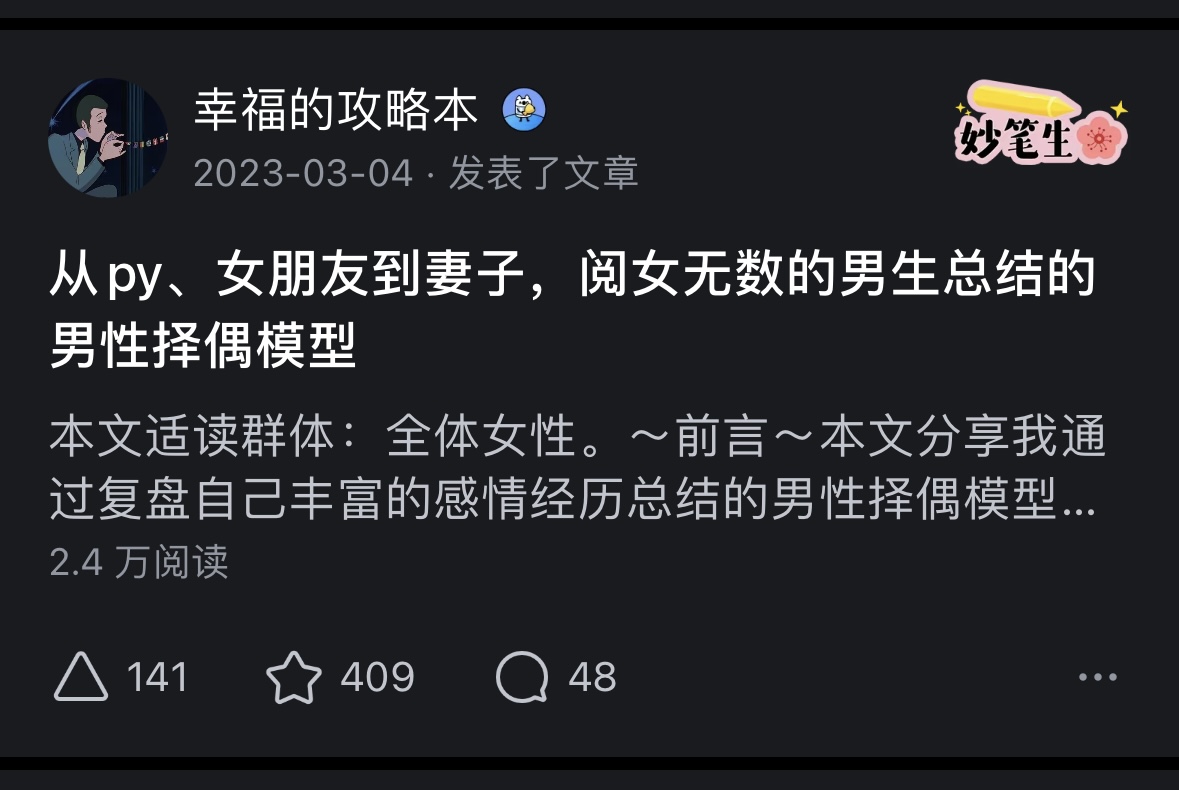 幸福的攻略本
妙笔生
2023-03-04 · 发表了文章
从py、女朋友到妻子，阅女无数的男生总结的
男性择偶模型
本文适读群体：全体女性。～前言～本文分享我通
过复盘自己丰富的感情经历总结的男性择偶模型...
2.4 万阅读
141 409 48